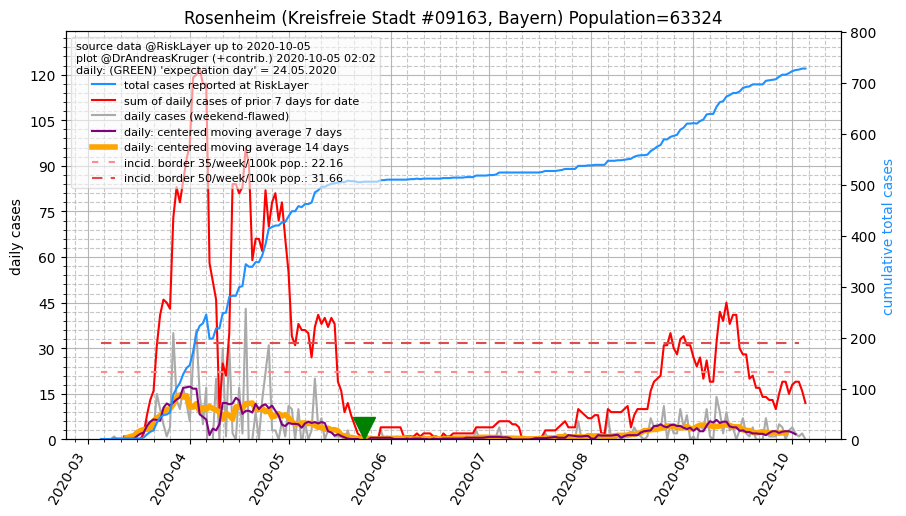 Rosenheim (Kreisfreie Stadt #09163, Bayern) Population=63324
source data @RiskLayer up to 2020-10-05
plot @DrAndreasKruger (+contrib.) 2020-10-05 02:02
daily: (GREEN) 'expectation day' = 24.05.2020
total cases reported at RiskLayer
sum of daily cases of prior 7 days for date
daily cases (weekend-flawed)
daily: centered moving average 7 days
daily: centered moving average 14 days
incid. border 35/week/100k pop.: 22.16
incid. border 50/week/100k pop.: 31.66
daily cases
120
105
90
75
60
45
30
15
0
cumulative total cases
800
700
600
500
400
300
200
100
0
2020-03
2020-04
2020-05
2020-06
2020-07
2020-08
2020-09
2020-10